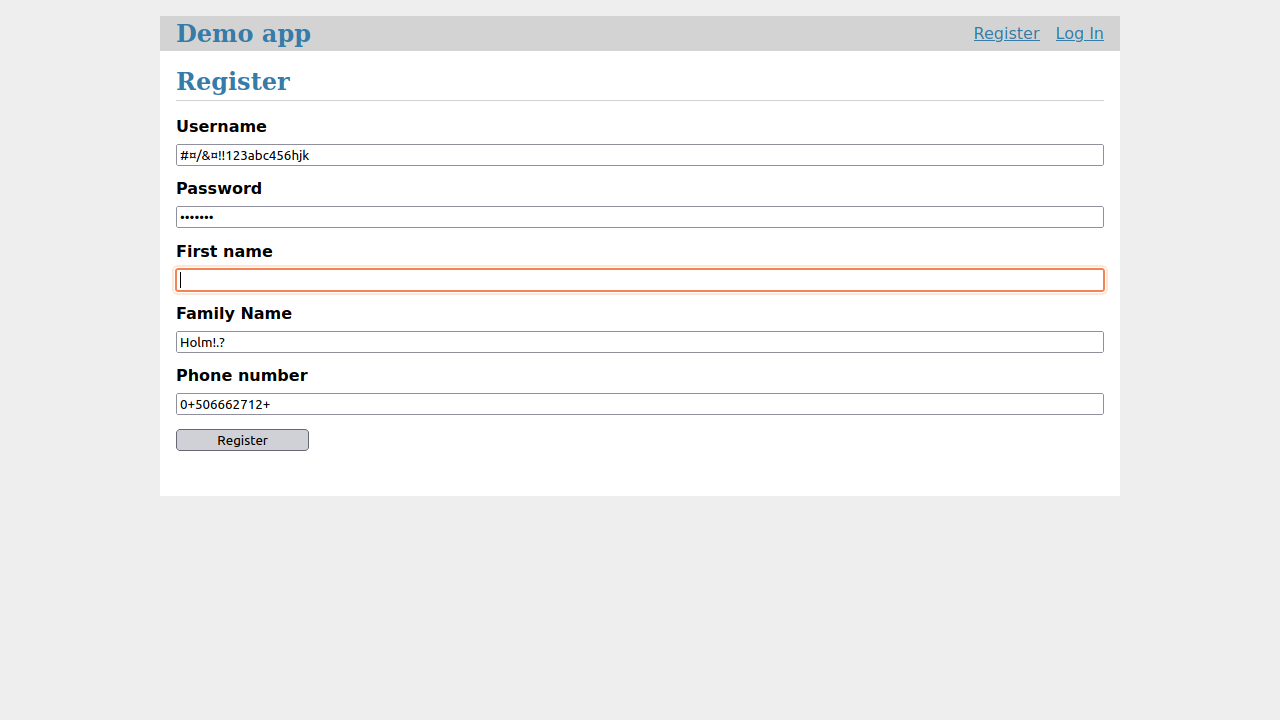 Demo app
Register Log In
Register
Username
#¤/&¤!!123abc456hjk
Password
•••••••
First name
Family Name
Holm!.?
Phone number
0+506662712+
Register